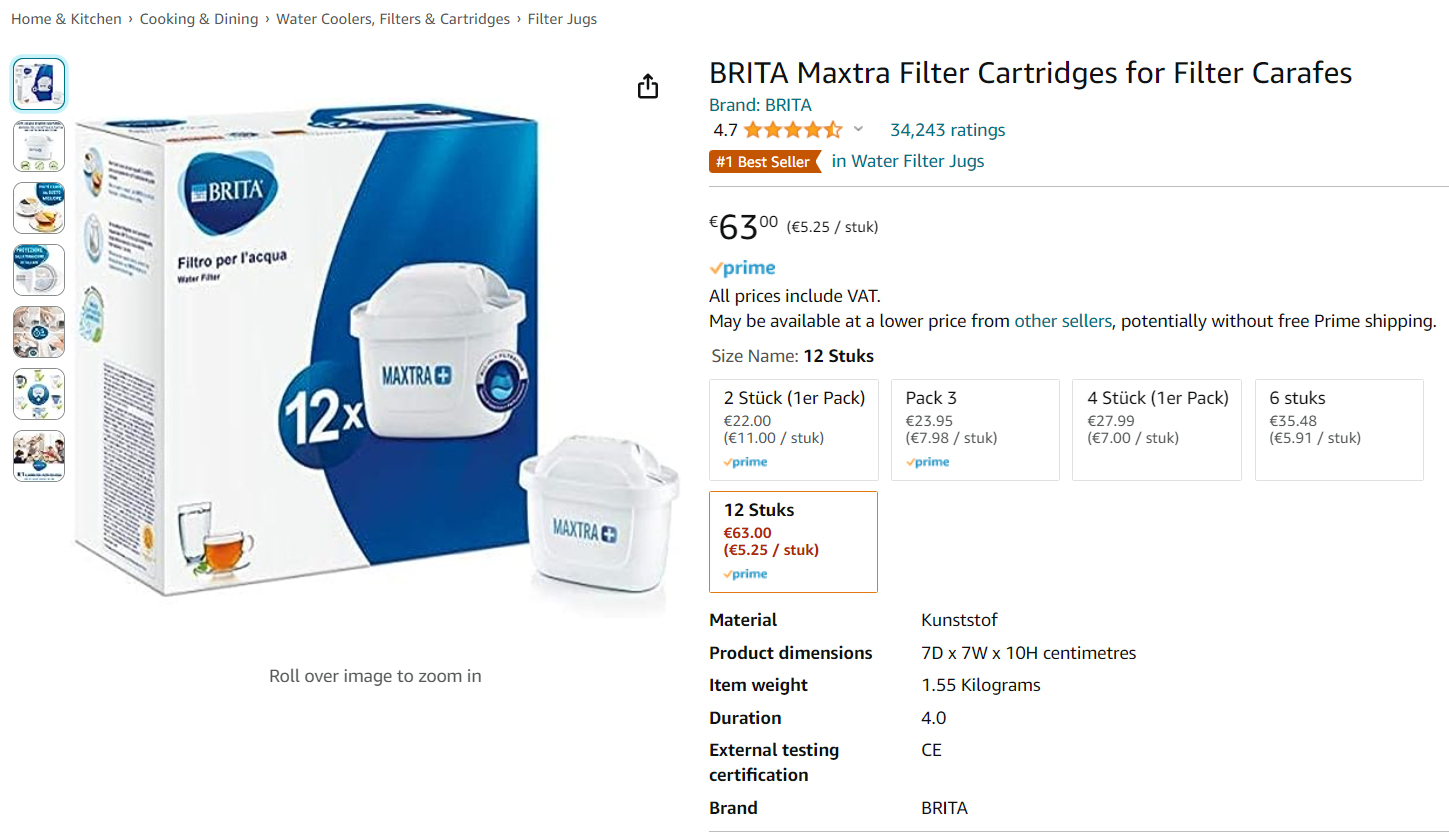 Home & Kitchen › Cooking & Dining › Water Coolers, Filters & Cartridges › Filter Jugs
BRITA
Filtro per l'acqua
Water Filter
12x
MAXTRA+
MAXTRA+
Roll over image to zoom in
BRITA Maxtra Filter Cartridges for Filter Carafes
Brand: BRITA
4.7 34,243 ratings
#1 Best Seller in Water Filter Jugs
€63⁰⁰ (€5.25 / stuk)
prime
All prices include VAT.
May be available at a lower price from other sellers, potentially without free Prime shipping.
Size Name: 12 Stuks
2 Stück (1er Pack)
€22.00
(€11.00 / stuk)
prime
Pack 3
€23.95
(€7.98 / stuk)
prime
4 Stück (1er Pack)
€27.99
(€7.00 / stuk)
6 stuks
€35.48
(€5.91 / stuk)
12 Stuks
€63.00
(€5.25 / stuk)
prime
Material Kunststof
Product dimensions 7D x 7W x 10H centimetres
Item weight 1.55 Kilograms
Duration 4.0
External testing CE
certification
Brand BRITA